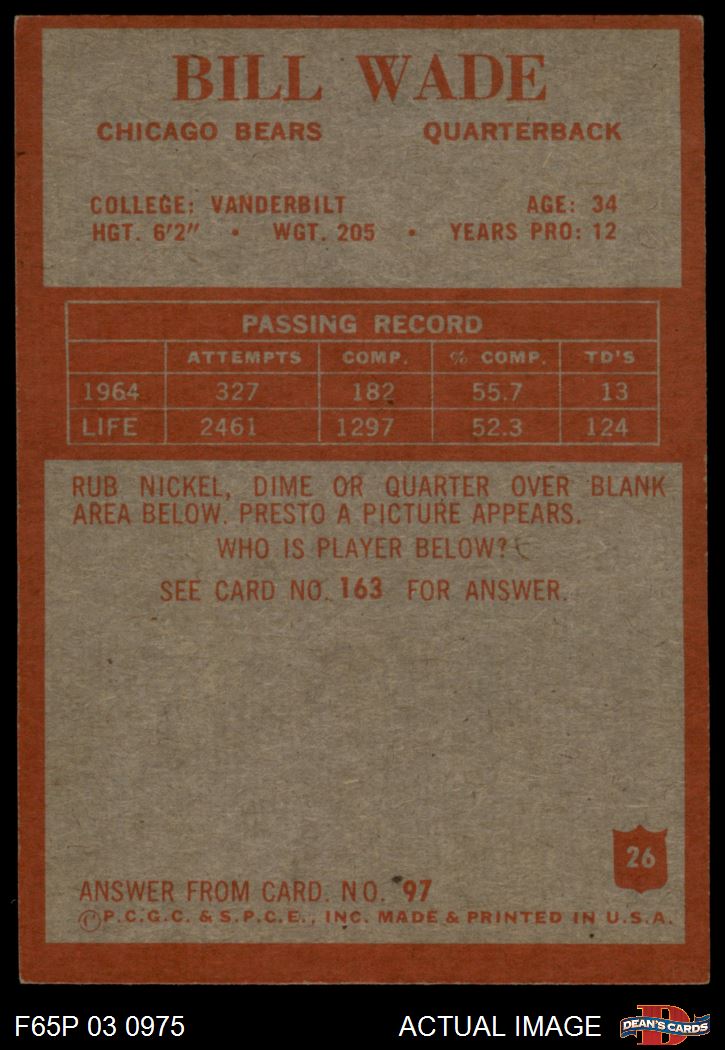 BILL WADE
CHICAGO BEARS QUARTERBACK
COLLEGE: VANDERBILT AGE: 34
HGT. 6'2" • WGT. 205 • YEARS PRO: 12
PASSING RECORD
ATTEMPTS COMP. % COMP. TD'S
1964 327 182 55.7 13
LIFE 2461 1297 52.3 124
RUB NICKEL, DIME OR QUARTER OVER BLANK
AREA BELOW. PRESTO A PICTURE APPEARS.
WHO IS PLAYER BELOW?
SEE CARD NO. 163 FOR ANSWER.
26
ANSWER FROM CARD. NO. 97
P.C.G.C. & S.P.C.E., INC. MADE & PRINTED IN U.S.A.
F65P 03 0975 ACTUAL IMAGE D DEAN'S CARDS